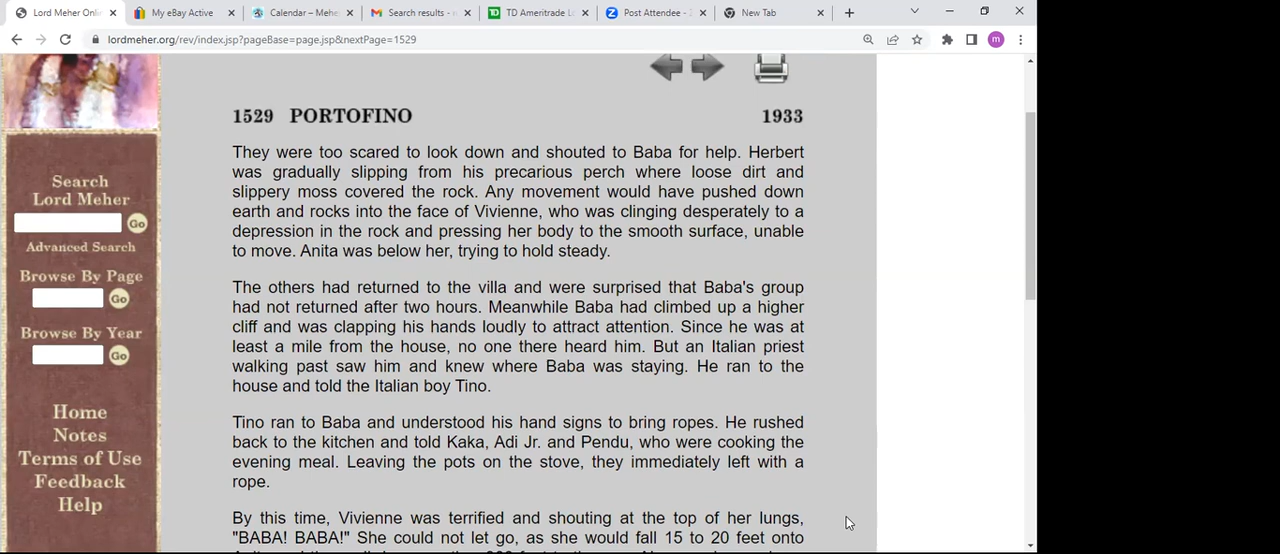 Lord Meher Onli
My eBay Active
Calendar – Mehe
Search results -
TD Ameritrade Lo
Post Attendee -
New Tab
lordmeher.org/rev/index.jsp?pageBase=page.jsp&nextPage=1529
m
1529 PORTOFINO 1933
They were too scared to look down and shouted to Baba for help. Herbert
was gradually slipping from his precarious perch where loose dirt and
slippery moss covered the rock. Any movement would have pushed down
earth and rocks into the face of Vivienne, who was clinging desperately to a
depression in the rock and pressing her body to the smooth surface, unable
to move. Anita was below her, trying to hold steady.
The others had returned to the villa and were surprised that Baba's group
had not returned after two hours. Meanwhile Baba had climbed up a higher
cliff and was clapping his hands loudly to attract attention. Since he was at
least a mile from the house, no one there heard him. But an Italian priest
walking past saw him and knew where Baba was staying. He ran to the
house and told the Italian boy Tino.
Tino ran to Baba and understood his hand signs to bring ropes. He rushed
back to the kitchen and told Kaka, Adi Jr. and Pendu, who were cooking the
evening meal. Leaving the pots on the stove, they immediately left with a
rope.
By this time, Vivienne was terrified and shouting at the top of her lungs,
"BABA! BABA!" She could not let go, as she would fall 15 to 20 feet onto
Search
Lord Meher
Go
Advanced Search
Browse By Page
Go
Browse By Year
Go
Home
Notes
Terms of Use
Feedback
Help